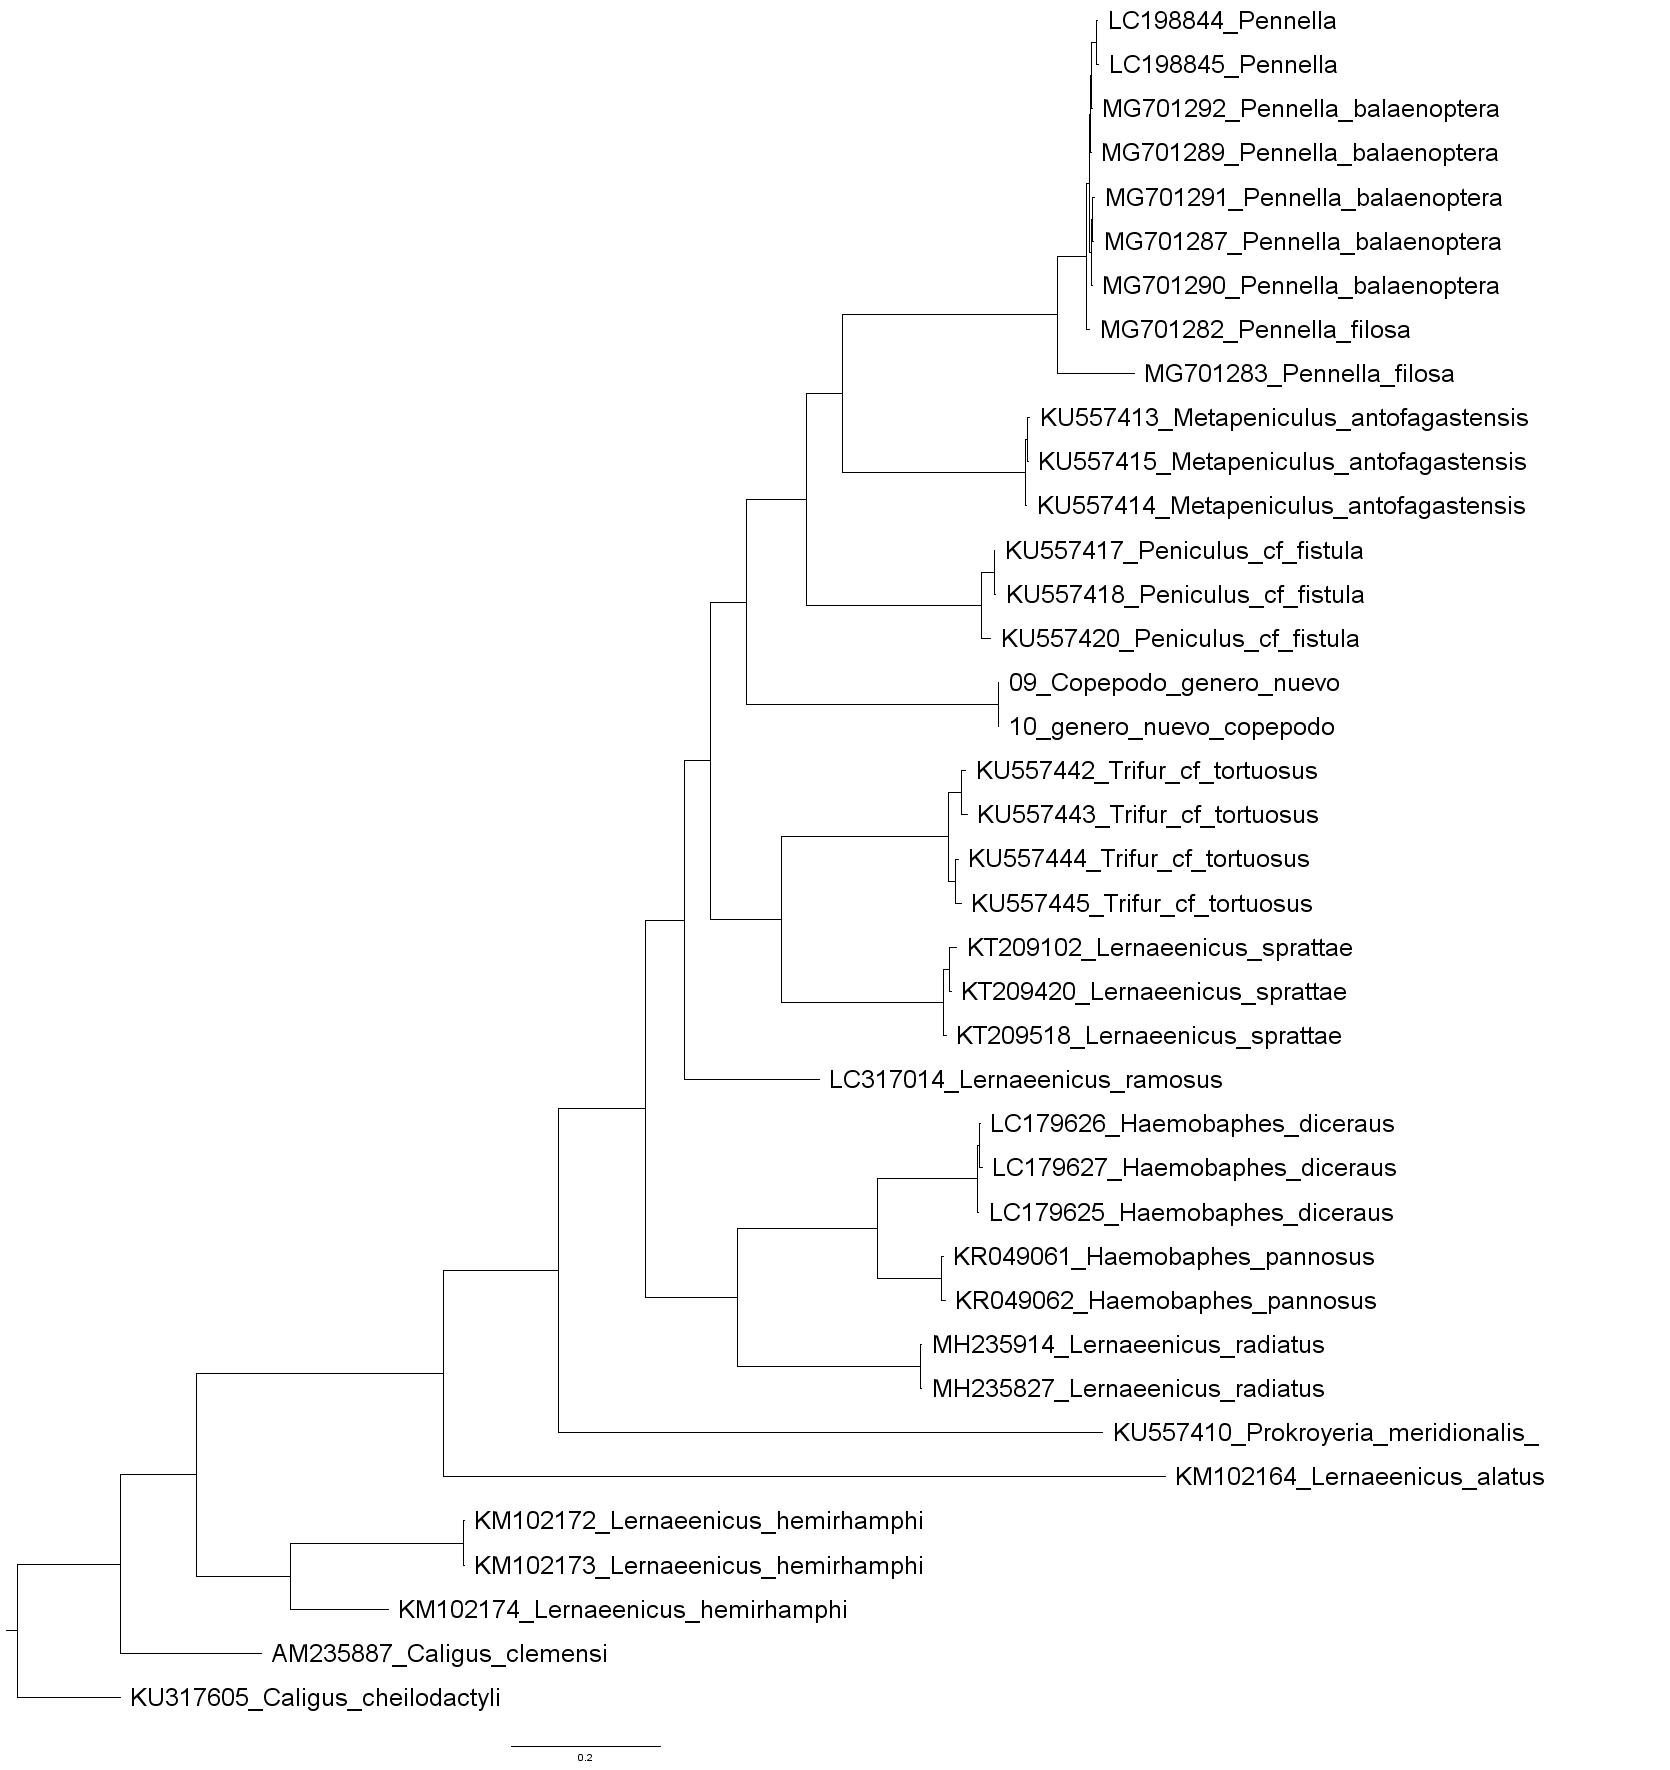 LC198844_Pennella
LC198845_Pennella
MG701292_Pennella_balaenoptera
MG701289_Pennella_balaenoptera
MG701291_Pennella_balaenoptera
MG701287_Pennella_balaenoptera
MG701290_Pennella_balaenoptera
MG701282_Pennella_filosa
MG701283_Pennella_filosa
KU557413_Metapeniculus_antofagastensis
KU557415_Metapeniculus_antofagastensis
KU557414_Metapeniculus_antofagastensis
KU557417_Peniculus_cf_fistula
KU557418_Peniculus_cf_fistula
KU557420_Peniculus_cf_fistula
09_Copepodo_genero_nuevo
10_genero_nuevo_copepodo
KU557442_Trifur_cf_tortuosus
KU557443_Trifur_cf_tortuosus
KU557444_Trifur_cf_tortuosus
KU557445_Trifur_cf_tortuosus
KT209102_Lernaeenicus_sprattae
KT209420_Lernaeenicus_sprattae
KT209518_Lernaeenicus_sprattae
LC317014_Lernaeenicus_ramosus
LC179626_Haemobaphes_diceraus
LC179627_Haemobaphes_diceraus
LC179625_Haemobaphes_diceraus
KR049061_Haemobaphes_pannosus
KR049062_Haemobaphes_pannosus
MH235914_Lernaeenicus_radiatus
MH235827_Lernaeenicus_radiatus
KU557410_Prokroyeria_meridionalis_
KM102164_Lernaeenicus_alatus
KM102172_Lernaeenicus_hemirhamphi
KM102173_Lernaeenicus_hemirhamphi
KM102174_Lernaeenicus_hemirhamphi
AM235887_Caligus_clemensi
KU317605_Caligus_cheilodactyli
0.2